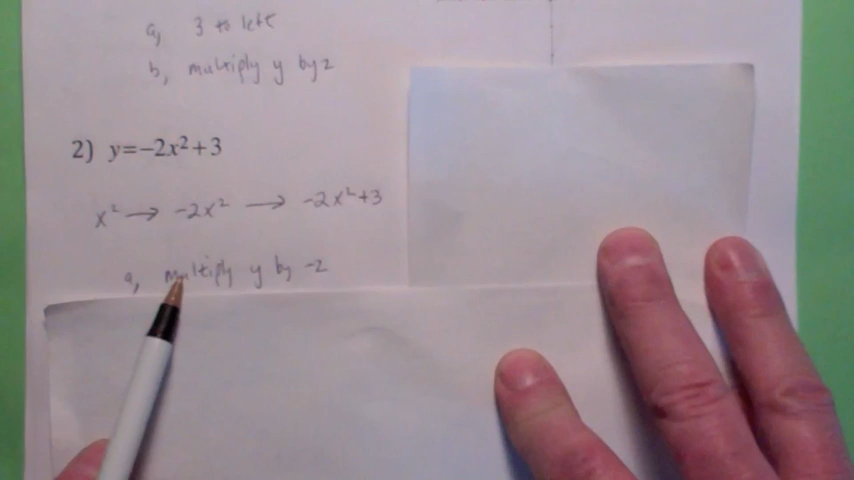 a, 3 to left
b, multiply y by 2
2) y=−2x²+3
x² → -2x² → -2x²+3
a, multiply y by -2